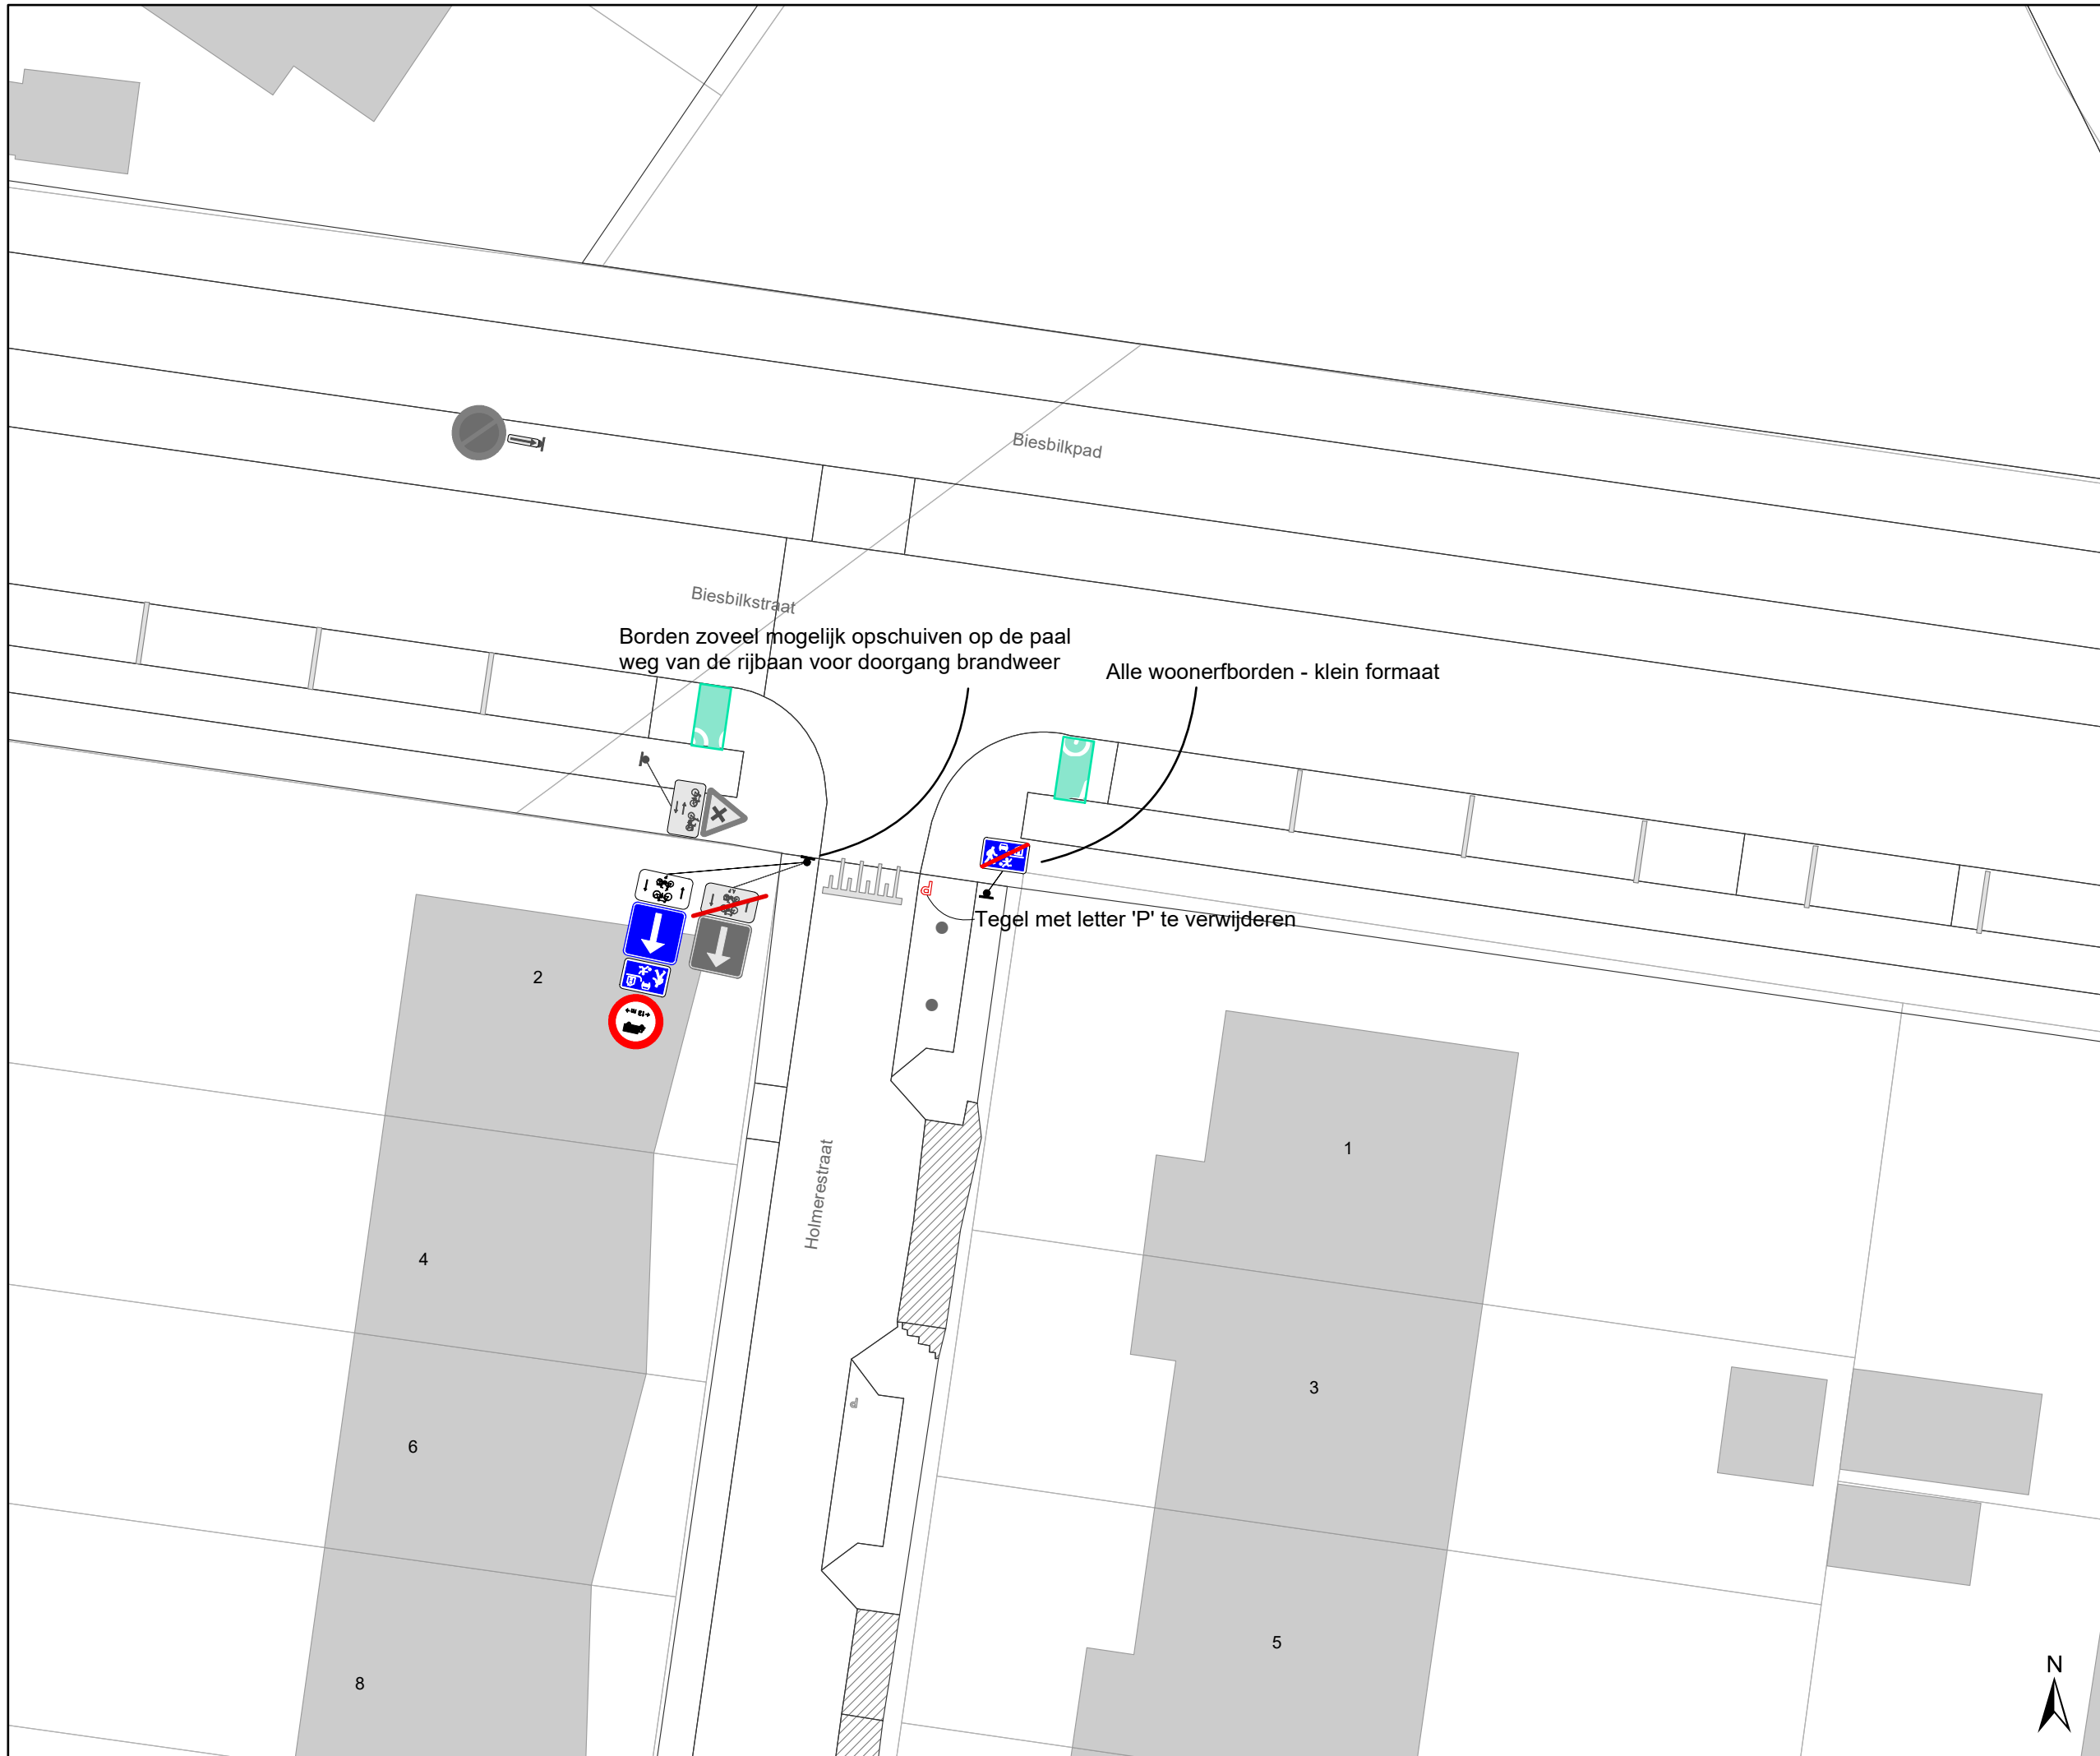 Biesbilkpad
Biesbilkstraat
Borden zoveel mogelijk opschuiven op de paal
weg van de rijbaan voor doorgang brandweer
Alle woonerfborden - klein formaat
Tegel met letter 'P' te verwijderen
P
2
1
Holmerestraat
4
3
P
6
5
N
8